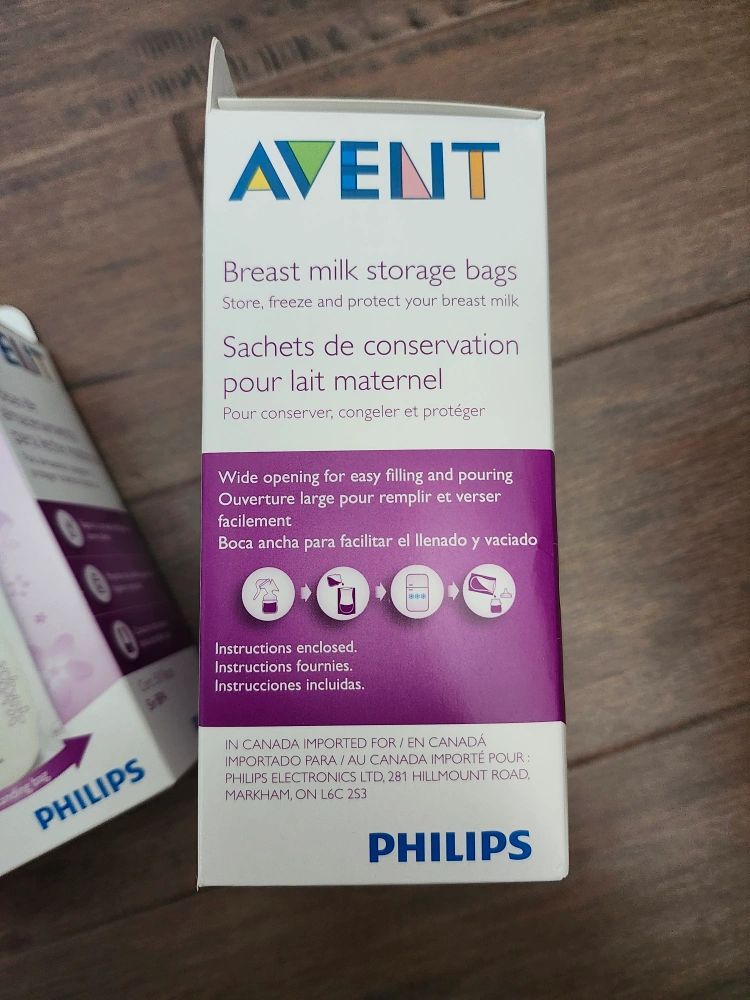 AVENT
Breast milk storage bags
Store, freeze and protect your breast milk
Sachets de conservation
pour lait maternel
Pour conserver, congeler et protéger
Wide opening for easy filling and pouring
Ouverture large pour remplir et verser
facilement
Boca ancha para facilitar el llenado y vaciado
Instructions enclosed.
Instructions fournies.
Instrucciones incluidas.
IN CANADA IMPORTED FOR / EN CANADÁ
IMPORTADO PARA / AU CANADA IMPORTÉ POUR :
PHILIPS ELECTRONICS LTD, 281 HILLMOUNT ROAD,
MARKHAM, ON L6C 2S3
PHILIPS
PHILIPS